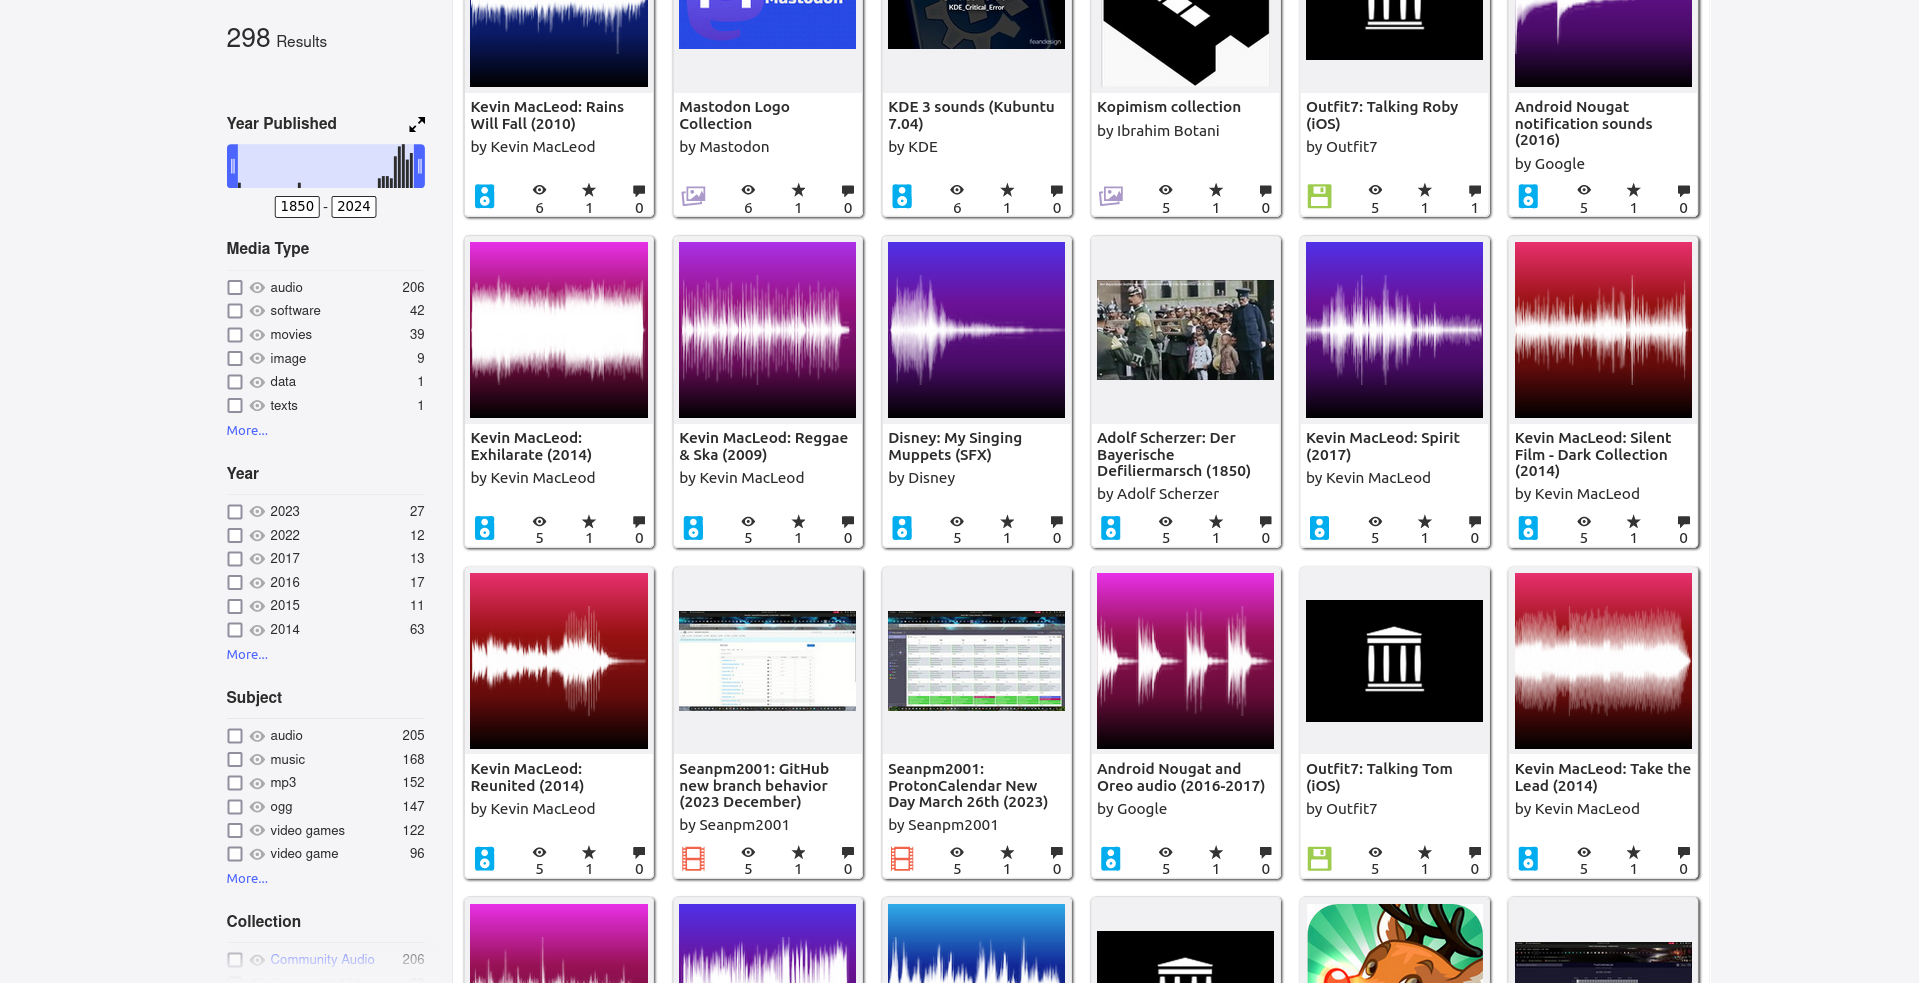 298 Results
Year Published
1850 - 2024
Media Type
audio 206
software 42
movies 39
image 9
data 1
texts 1
More...
Year
2023 27
2022 12
2017 13
2016 17
2015 11
2014 63
More...
Subject
audio 205
music 168
mp3 152
ogg 147
video games 122
video game 96
More...
Collection
Community Audio 206
Mastodon
KDE_Critical_Error
feandesign
Kevin MacLeod: Rains
Will Fall (2010)
by Kevin MacLeod
6 1 0
Mastodon Logo
Collection
by Mastodon
6 1 0
KDE 3 sounds (Kubuntu
7.04)
by KDE
6 1 0
Kopimism collection
by Ibrahim Botani
5 1 0
Outfit7: Talking Roby
(iOS)
by Outfit7
5 1 1
Android Nougat
notification sounds
(2016)
by Google
5 1 0
Kevin MacLeod:
Exhilarate (2014)
by Kevin MacLeod
5 1 0
Kevin MacLeod: Reggae
& Ska (2009)
by Kevin MacLeod
5 1 0
Disney: My Singing
Muppets (SFX)
by Disney
5 1 0
Adolf Scherzer: Der
Bayerische
Defiliermarsch (1850)
by Adolf Scherzer
5 1 0
Kevin MacLeod: Spirit
(2017)
by Kevin MacLeod
5 1 0
Kevin MacLeod: Silent
Film - Dark Collection
(2014)
by Kevin MacLeod
5 1 0
Kevin MacLeod:
Reunited (2014)
by Kevin MacLeod
5 1 0
Seanpm2001: GitHub
new branch behavior
(2023 December)
by Seanpm2001
5 1 0
Seanpm2001:
ProtonCalendar New
Day March 26th (2023)
by Seanpm2001
5 1 0
Android Nougat and
Oreo audio (2016-2017)
by Google
5 1 0
Outfit7: Talking Tom
(iOS)
by Outfit7
5 1 0
Kevin MacLeod: Take the
Lead (2014)
by Kevin MacLeod
5 1 0